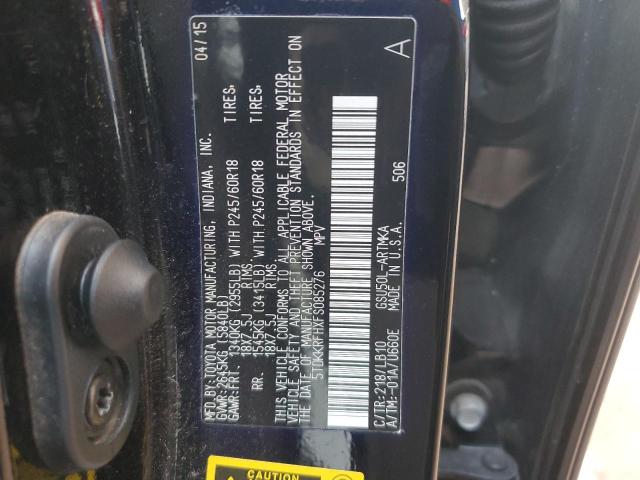 MFD. BY: TOYOTA MOTOR MANUFACTURING, INDIANA, INC. 04/15
GVWR: 2645KG (5840LB)
GAWR: FRT. 1340KG (2955LB) WITH P245/60R18 TIRES,
18X7.5J RIMS,
RR. 1545KG (3415LB) WITH P245/60R18 TIRES,
18X7.5J RIMS,
THIS VEHICLE CONFORMS TO ALL APPLICABLE FEDERAL MOTOR
VEHICLE SAFETY AND THEFT PREVENTION STANDARDS IN EFFECT ON
THE DATE OF MANUFACTURE SHOWN ABOVE.
5TDKKRFHXFS085276 MPV
506 A
C/TR:218/LB10 GSU50L-ARTMKA
A/TM:-01A/U660E MADE IN U.S.A.
CAUTION